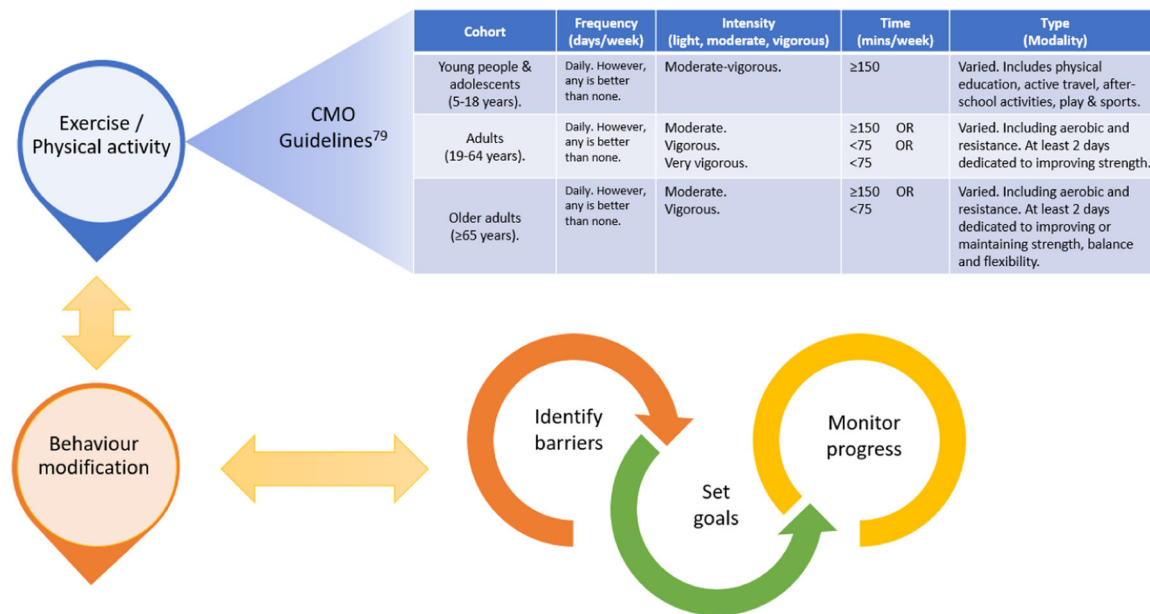 Exercise /
Physical activity
CMO
Guidelines79
Cohort
Frequency
(days/week)
Intensity
(light, moderate, vigorous)
Time
(mins/week)
Type
(Modality)
Young people &
adolescents
(5-18 years).
Daily. However,
any is better
than none.
Moderate-vigorous.
≥150
Varied. Includes physical
education, active travel, after-
school activities, play & sports.
Adults
(19-64 years).
Daily. However,
any is better
than none.
Moderate.
Vigorous.
Very vigorous.
≥150 OR
<75 OR
<75
Varied. Including aerobic and
resistance. At least 2 days
dedicated to improving strength.
Older adults
(≥65 years).
Daily. However,
any is better
than none.
Moderate.
Vigorous.
≥150 OR
<75
Varied. Including aerobic and
resistance. At least 2 days
dedicated to improving or
maintaining strength, balance
and flexibility.
Behaviour
modification
Identify
barriers
Set
goals
Monitor
progress